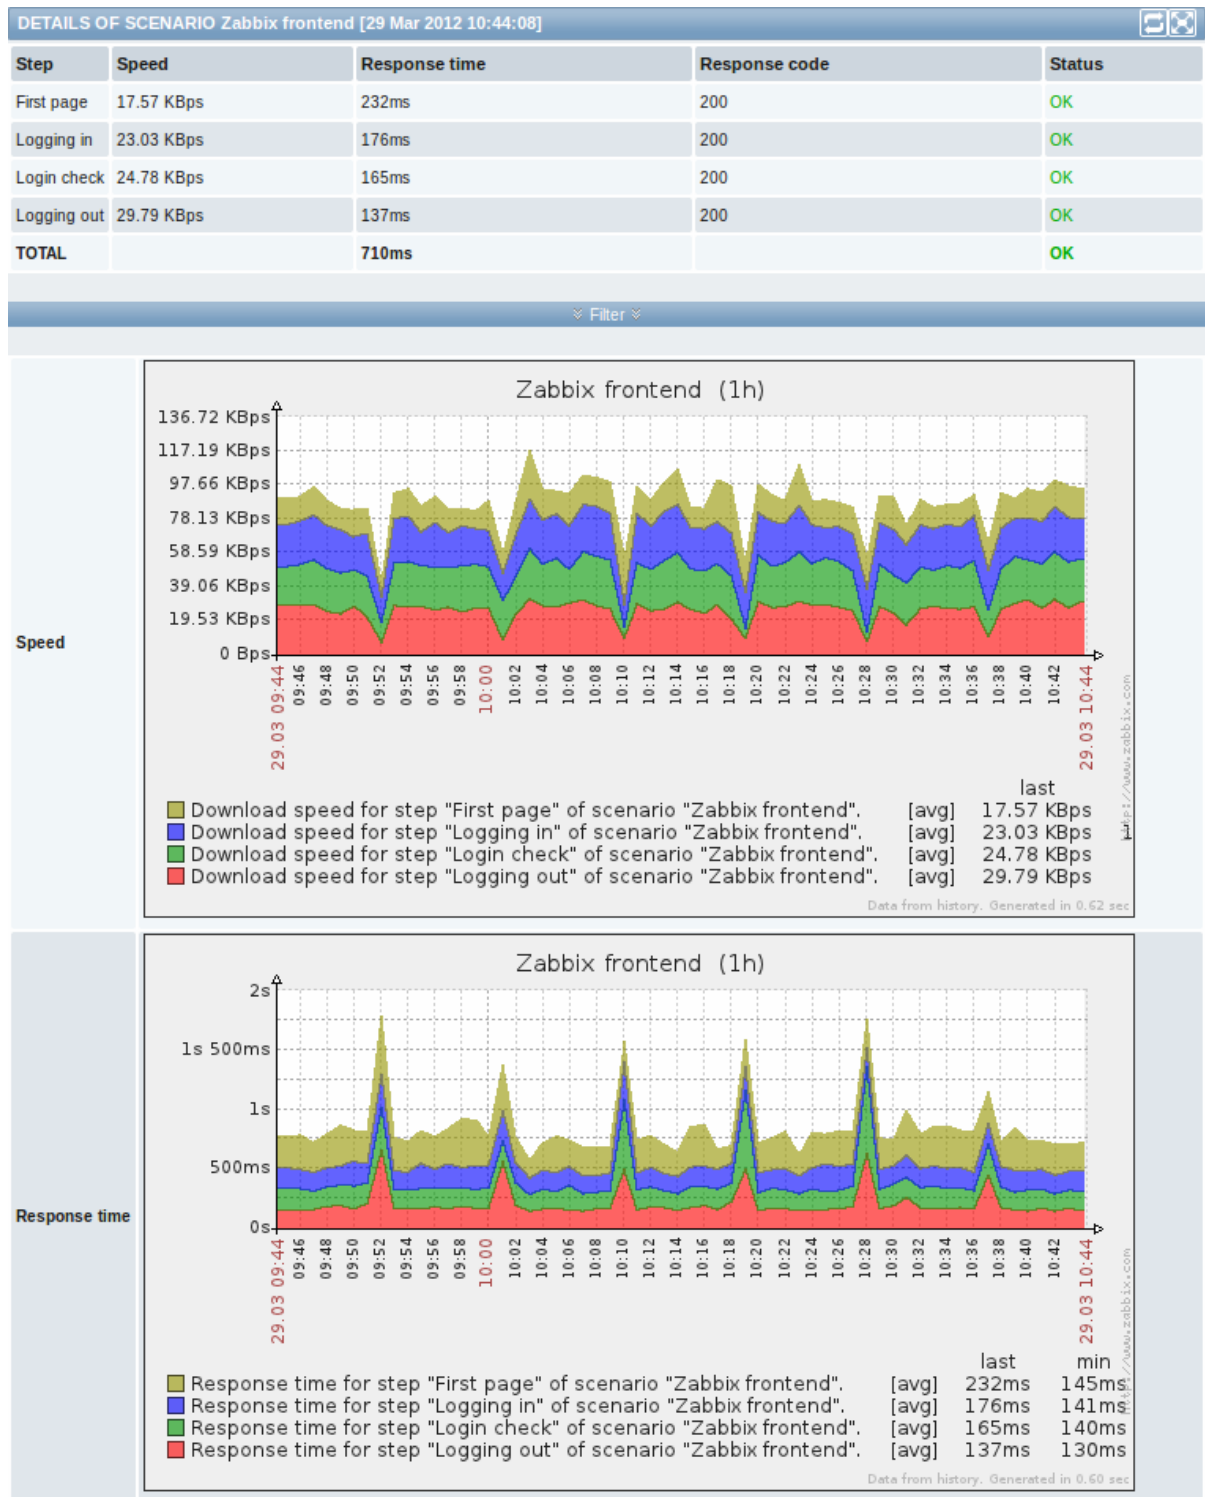 DETAILS OF SCENARIO Zabbix frontend [29 Mar 2012 10:44:08]
Step Speed Response time Response code Status
First page 17.57 KBps 232ms 200 OK
Logging in 23.03 KBps 176ms 200 OK
Login check 24.78 KBps 165ms 200 OK
Logging out 29.79 KBps 137ms 200 OK
TOTAL 710ms OK
Filter
Speed
Zabbix frontend (1h)
136.72 KBps
117.19 KBps
97.66 KBps
78.13 KBps
58.59 KBps
39.06 KBps
19.53 KBps
0 Bps
29.03 09:44 09:46 09:48 09:50 09:52 09:54 09:56 09:58 10:00 10:02 10:04 10:06 10:08 10:10 10:12 10:14 10:16 10:18 10:20 10:22 10:24 10:26 10:28 10:30 10:32 10:34 10:36 10:38 10:40 10:42 29.03 10:44
last
Download speed for step "First page" of scenario "Zabbix frontend". [avg] 17.57 KBps
Download speed for step "Logging in" of scenario "Zabbix frontend". [avg] 23.03 KBps
Download speed for step "Login check" of scenario "Zabbix frontend". [avg] 24.78 KBps
Download speed for step "Logging out" of scenario "Zabbix frontend". [avg] 29.79 KBps
http://www.zabbix.com
Data from history. Generated in 0.62 sec
Response time
Zabbix frontend (1h)
2s
1s 500ms
1s
500ms
0s
29.03 09:44 09:46 09:48 09:50 09:52 09:54 09:56 09:58 10:00 10:02 10:04 10:06 10:08 10:10 10:12 10:14 10:16 10:18 10:20 10:22 10:24 10:26 10:28 10:30 10:32 10:34 10:36 10:38 10:40 10:42 29.03 10:44
last min
Response time for step "First page" of scenario "Zabbix frontend". [avg] 232ms 145ms
Response time for step "Logging in" of scenario "Zabbix frontend". [avg] 176ms 141ms
Response time for step "Login check" of scenario "Zabbix frontend". [avg] 165ms 140ms
Response time for step "Logging out" of scenario "Zabbix frontend". [avg] 137ms 130ms
http://www.zabbix.com
Data from history. Generated in 0.60 sec